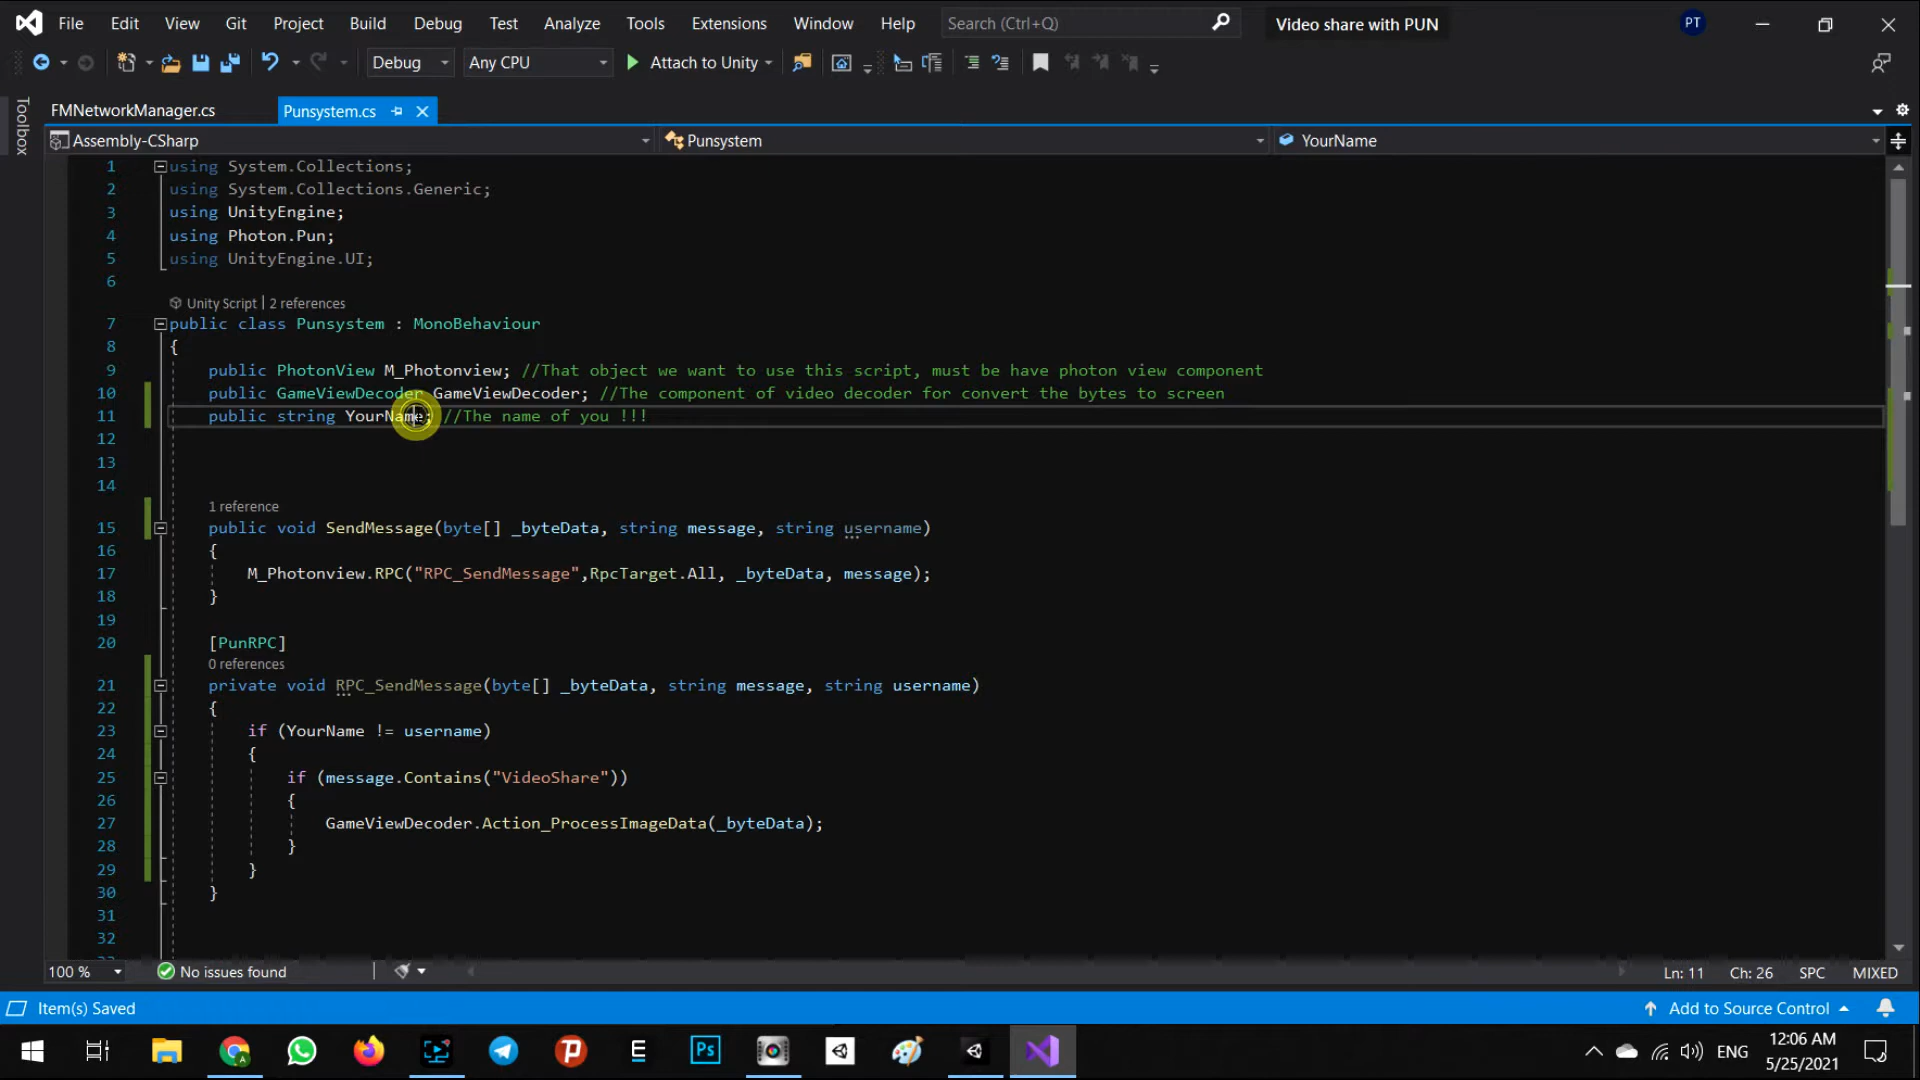 File Edit View Git Project Build Debug Test Analyze Tools Extensions Window Help Search (Ctrl+Q) Video share with PUN PT
Debug Any CPU Attach to Unity
Toolbox
FMNetworkManager.cs Punsystem.cs
Assembly-CSharp Punsystem YourName
1 using System.Collections;
2 using System.Collections.Generic;
3 using UnityEngine;
4 using Photon.Pun;
5 using UnityEngine.UI;
6
Unity Script | 2 references
7 public class Punsystem : MonoBehaviour
8 {
9 public PhotonView M_Photonview; //That object we want to use this script, must be have photon view component
10 public GameViewDecoder GameViewDecoder; //The component of video decoder for convert the bytes to screen
11 public string YourName; //The name of you !!!
12
13
14
1 reference
15 public void SendMessage(byte[] _byteData, string message, string username)
16 {
17 M_Photonview.RPC("RPC_SendMessage",RpcTarget.All, _byteData, message);
18 }
19
20 [PunRPC]
0 references
21 private void RPC_SendMessage(byte[] _byteData, string message, string username)
22 {
23 if (YourName != username)
24 {
25 if (message.Contains("VideoShare"))
26 {
27 GameViewDecoder.Action_ProcessImageData(_byteData);
28 }
29 }
30 }
31
32
100 % No issues found Ln: 11 Ch: 26 SPC MIXED
Item(s) Saved Add to Source Control
Ps ENG 12:06 AM
5/25/2021